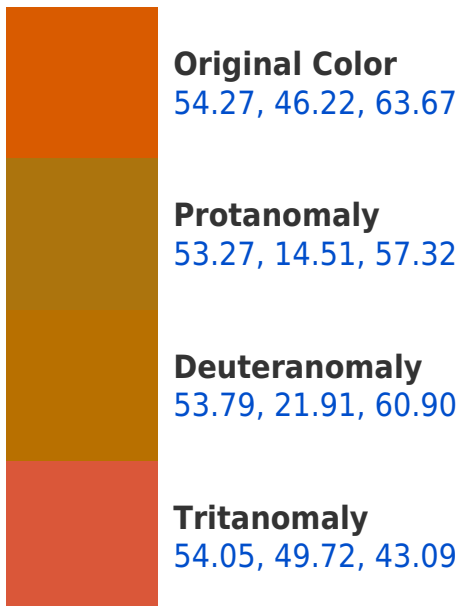 Original Color
54.27, 46.22, 63.67
Protanomaly
53.27, 14.51, 57.32
Deuteranomaly
53.79, 21.91, 60.90
Tritanomaly
54.05, 49.72, 43.09